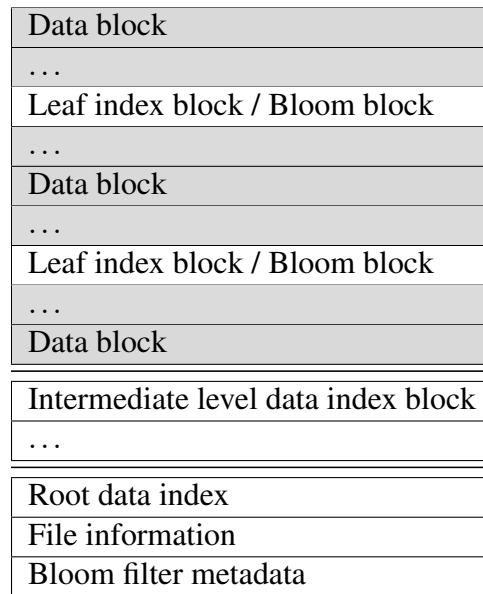 Data block
...
Leaf index block / Bloom block
...
Data block
...
Leaf index block / Bloom block
...
Data block
Intermediate level data index block
...
Root data index
File information
Bloom filter metadata